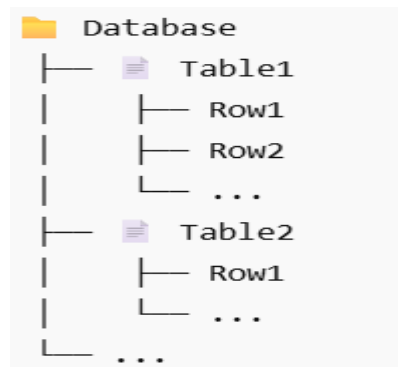 Database
├── Table1
│   ├── Row1
│   ├── Row2
│   └── ...
├── Table2
│   ├── Row1
│   └── ...
└── ...